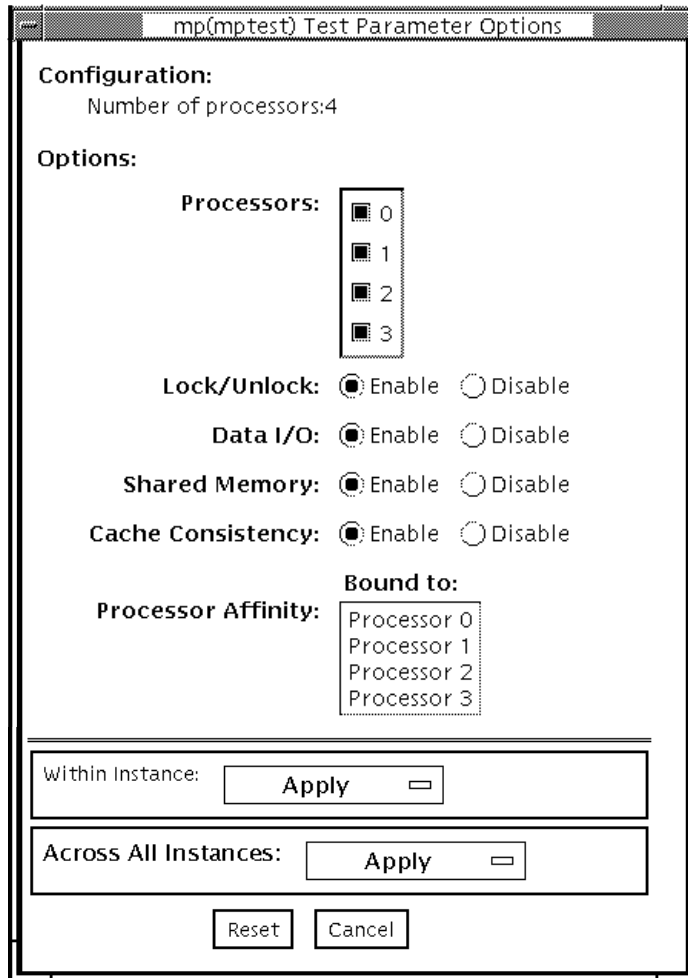 mp(mptest) Test Parameter Options
Configuration:
Number of processors:4
Options:
Processors:
0
1
2
3
Lock/Unlock: Enable Disable
Data I/O: Enable Disable
Shared Memory: Enable Disable
Cache Consistency: Enable Disable
Bound to:
Processor Affinity:
Processor 0
Processor 1
Processor 2
Processor 3
Within Instance: Apply
Across All Instances: Apply
Reset Cancel